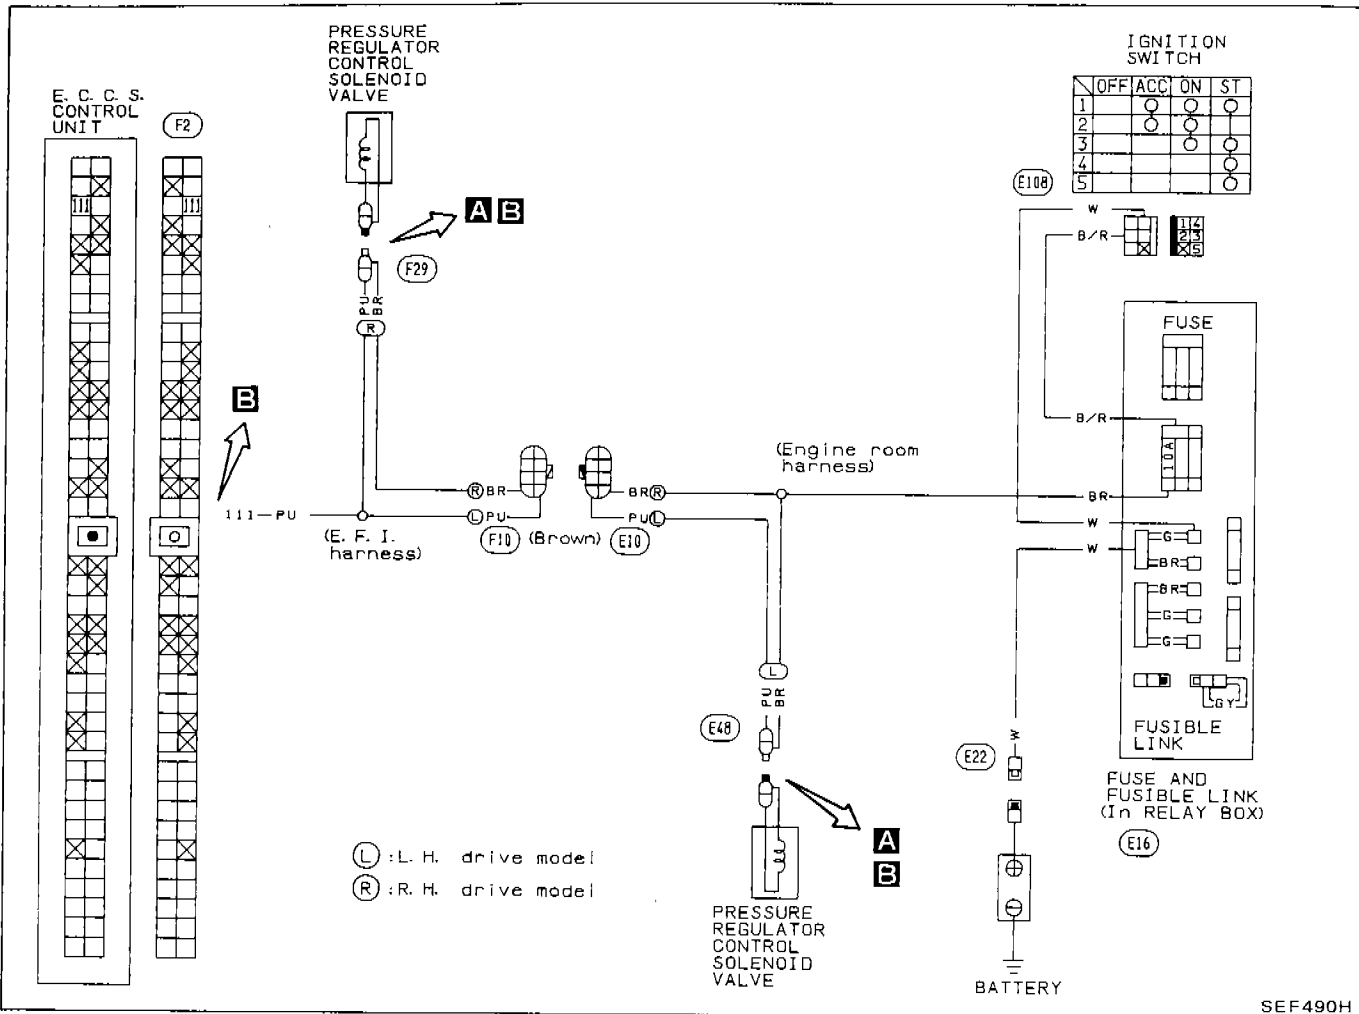 PRESSURE
REGULATOR
CONTROL
SOLENOID
VALVE
IGNITION
SWITCH
OFF ACC ON ST
1
2
3
4
5
E108
E. C. C. S.
CONTROL
UNIT
F2
111
111
A B
F29
PU
BR
R
W
B/R
1 4
2 3
5
FUSE
B/R
10A
B
(Engine room
harness)
R BR
BR R
BR
111-PU
L PU
PU L
W
(E. F. I.
harness)
F10 (Brown) E10
W
G
BR
BR
G
G
GY
L
PU
BR
E48
W
E22
FUSIBLE
LINK
FUSE AND
FUSIBLE LINK
(In RELAY BOX)
E16
A
B
L :L. H. drive model
R :R. H. drive model
PRESSURE
REGULATOR
CONTROL
SOLENOID
VALVE
BATTERY
SEF490H